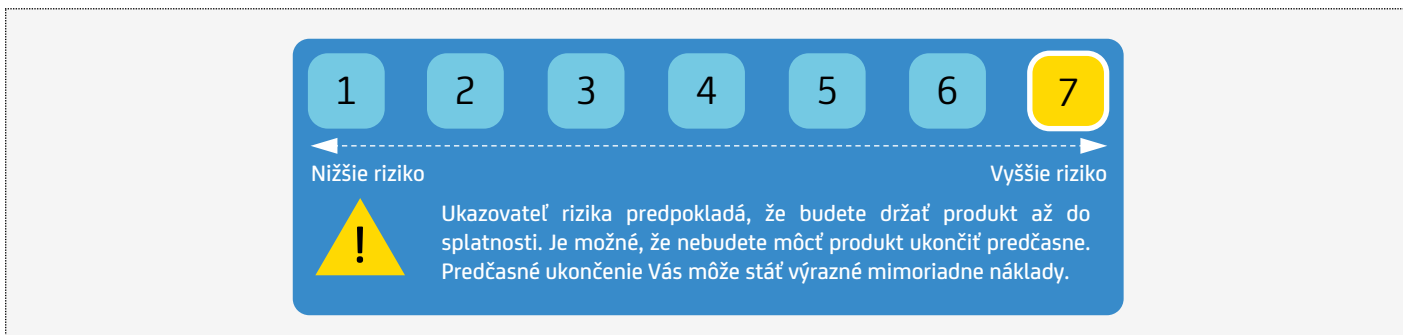 1 2 3 4 5 6 7
Nižšie riziko Vyššie riziko
!
Ukazovateľ rizika predpokladá, že budete držať produkt až do
splatnosti. Je možné, že nebudete môcť produkt ukončiť predčasne.
Predčasné ukončenie Vás môže stáť výrazné mimoriadne náklady.